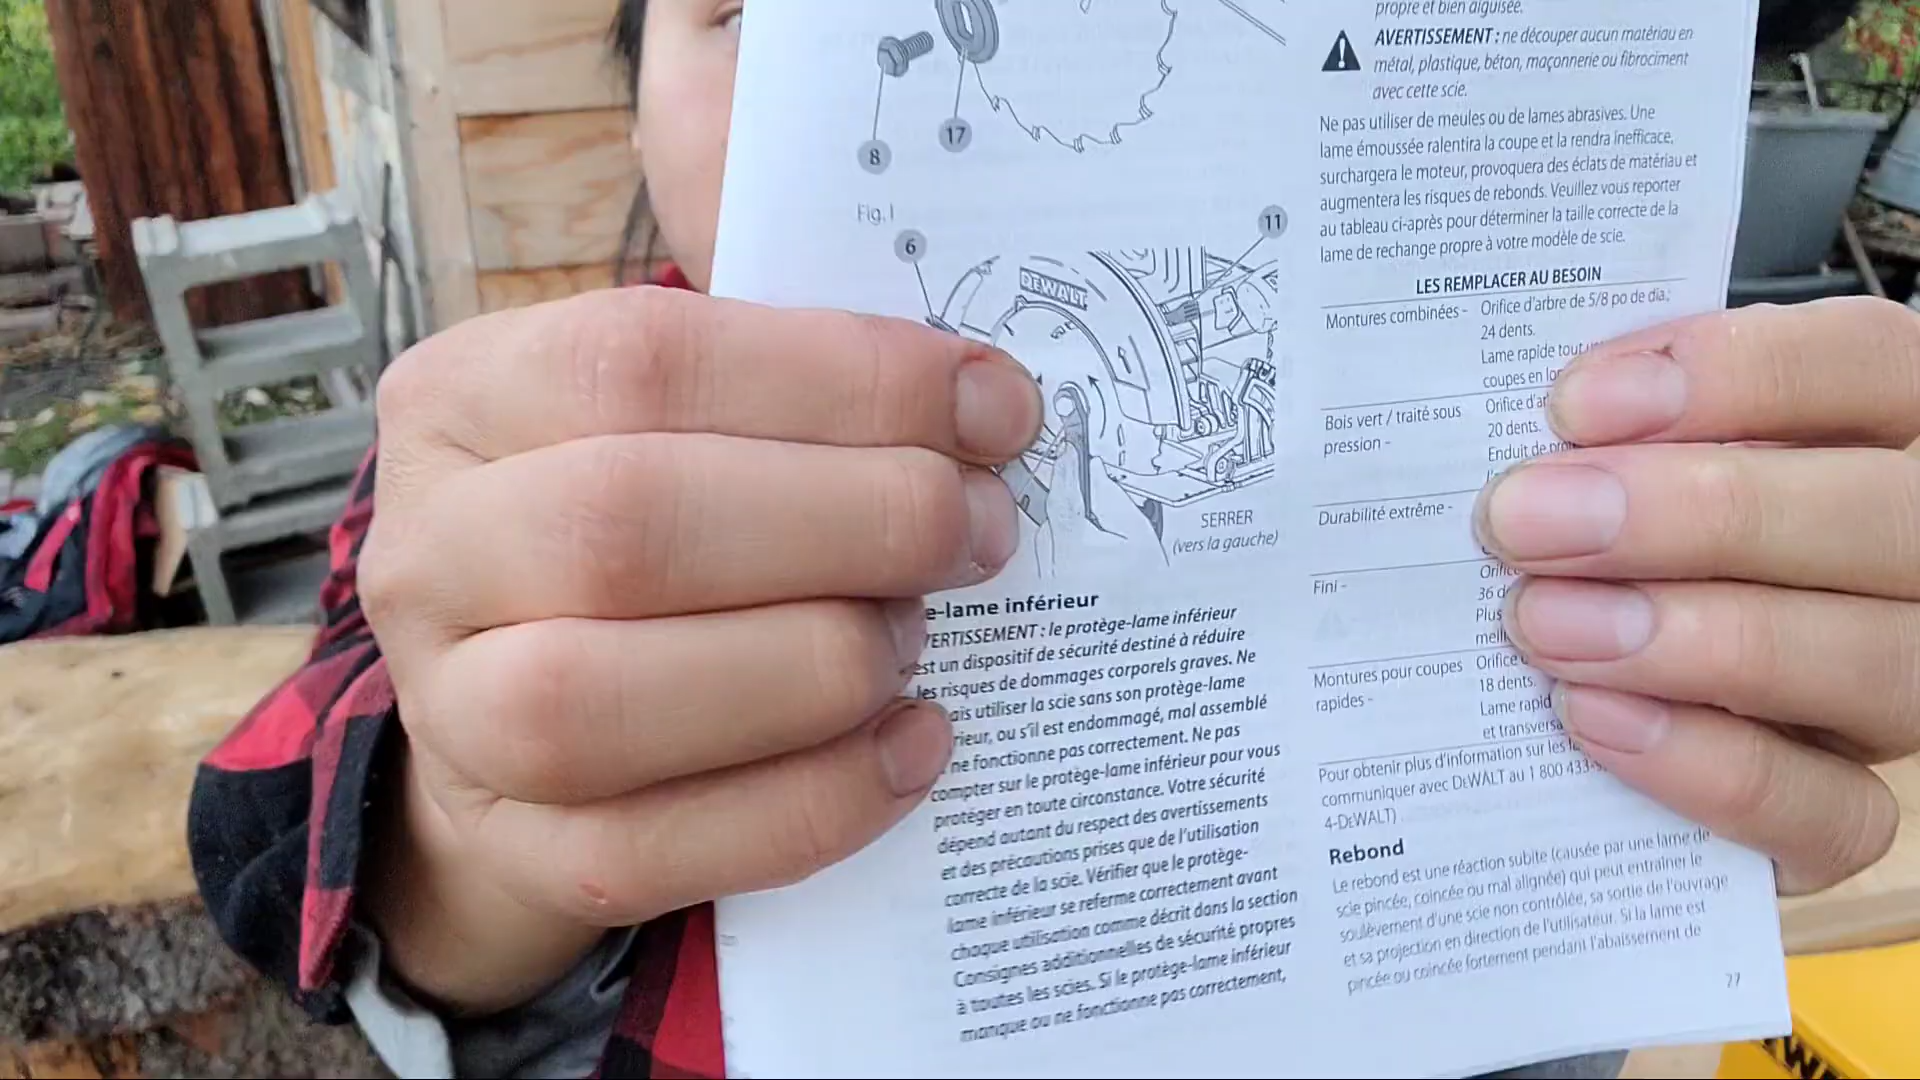 8
17
Fig. I
6
11
DEWALT
SERRER
(vers la gauche)
e-lame inférieur
VERTISSEMENT : le protège-lame inférieur
est un dispositif de sécurité destiné à réduire
les risques de dommages corporels graves. Ne
ais utiliser la scie sans son protège-lame
rieur, ou s'il est endommagé, mal assemblé
ne fonctionne pas correctement. Ne pas
compter sur le protège-lame inférieur pour vous
protéger en toute circonstance. Votre sécurité
dépend autant du respect des avertissements
et des précautions prises que de l'utilisation
correcte de la scie. Vérifier que le protège-
lame inférieur se referme correctement avant
chaque utilisation comme décrit dans la section
Consignes additionnelles de sécurité propres
à toutes les scies. Si le protège-lame inférieur
manque ou ne fonctionne pas correctement,
propre et bien aiguisée.
AVERTISSEMENT : ne découper aucun matériau en
métal, plastique, béton, maçonnerie ou fibrociment
avec cette scie.
Ne pas utiliser de meules ou de lames abrasives. Une
lame émoussée ralentira la coupe et la rendra inefficace,
surchargera le moteur, provoquera des éclats de matériau et
augmentera les risques de rebonds. Veuillez vous reporter
au tableau ci-après pour déterminer la taille correcte de la
lame de rechange propre à votre modèle de scie.
LES REMPLACER AU BESOIN
Montures combinées - Orifice d'arbre de 5/8 po de dia.;
24 dents.
Lame rapide tout
coupes en lon
Bois vert / traité sous
pression -
Orifice d'ar
20 dents.
Enduit de
Durabilité extrême -
Fini -
Orifice
36 d
Plus
meill
Montures pour coupes
rapides -
Orifice
18 dents.
Lame rapid
et transversa
Pour obtenir plus d'information sur les
communiquer avec DEWALT au 1 800 433-
4-DEWALT)
Rebond
Le rebond est une réaction subite (causée par une lame de
scie pincée, coincée ou mal alignée) qui peut entraîner le
soulèvement d'une scie non contrôlée, sa sortie de l'ouvrage
et sa projection en direction de l'utilisateur. Si la lame est
pincée ou coincée fortement pendant l'abaissement de
27